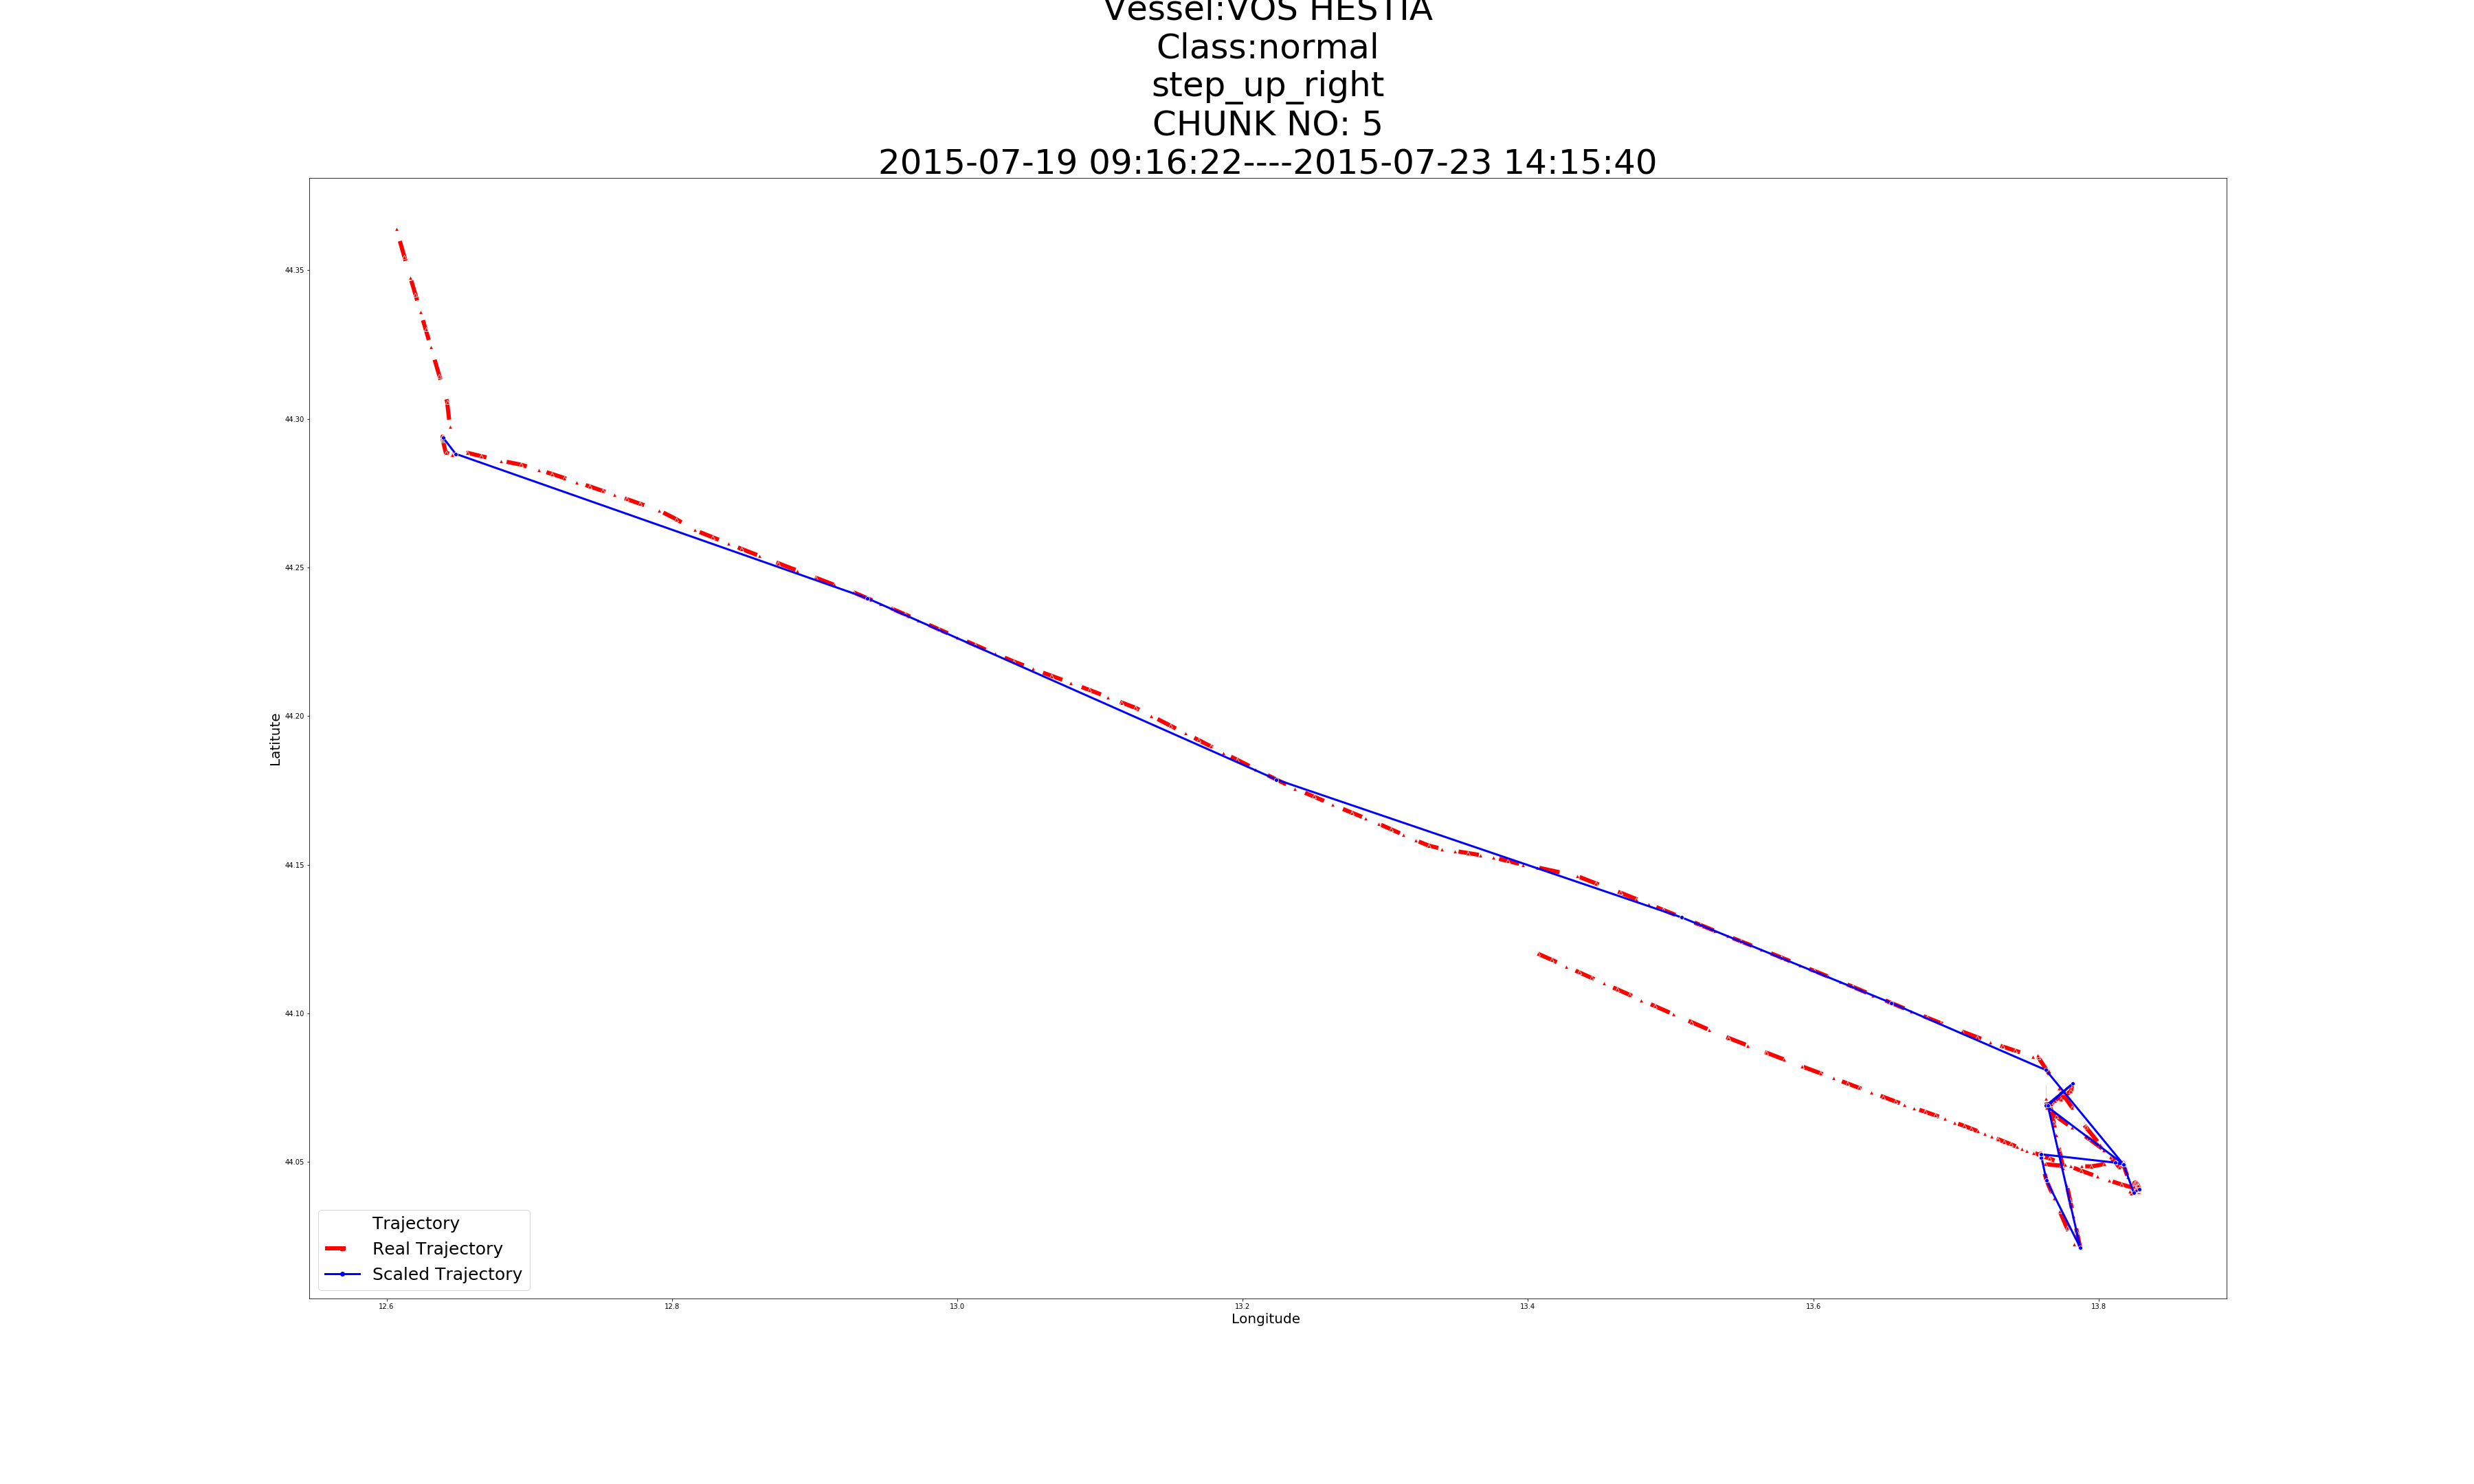 Vessel:VOS HESTIA
Class:normal
step_up_right
CHUNK NO: 5
2015-07-19 09:16:22----2015-07-23 14:15:40
44.35
44.30
44.25
44.20
44.15
44.10
44.05
Latitute
12.6
12.8
13.0
13.2
13.4
13.6
13.8
Longitude
Trajectory
Real Trajectory
Scaled Trajectory